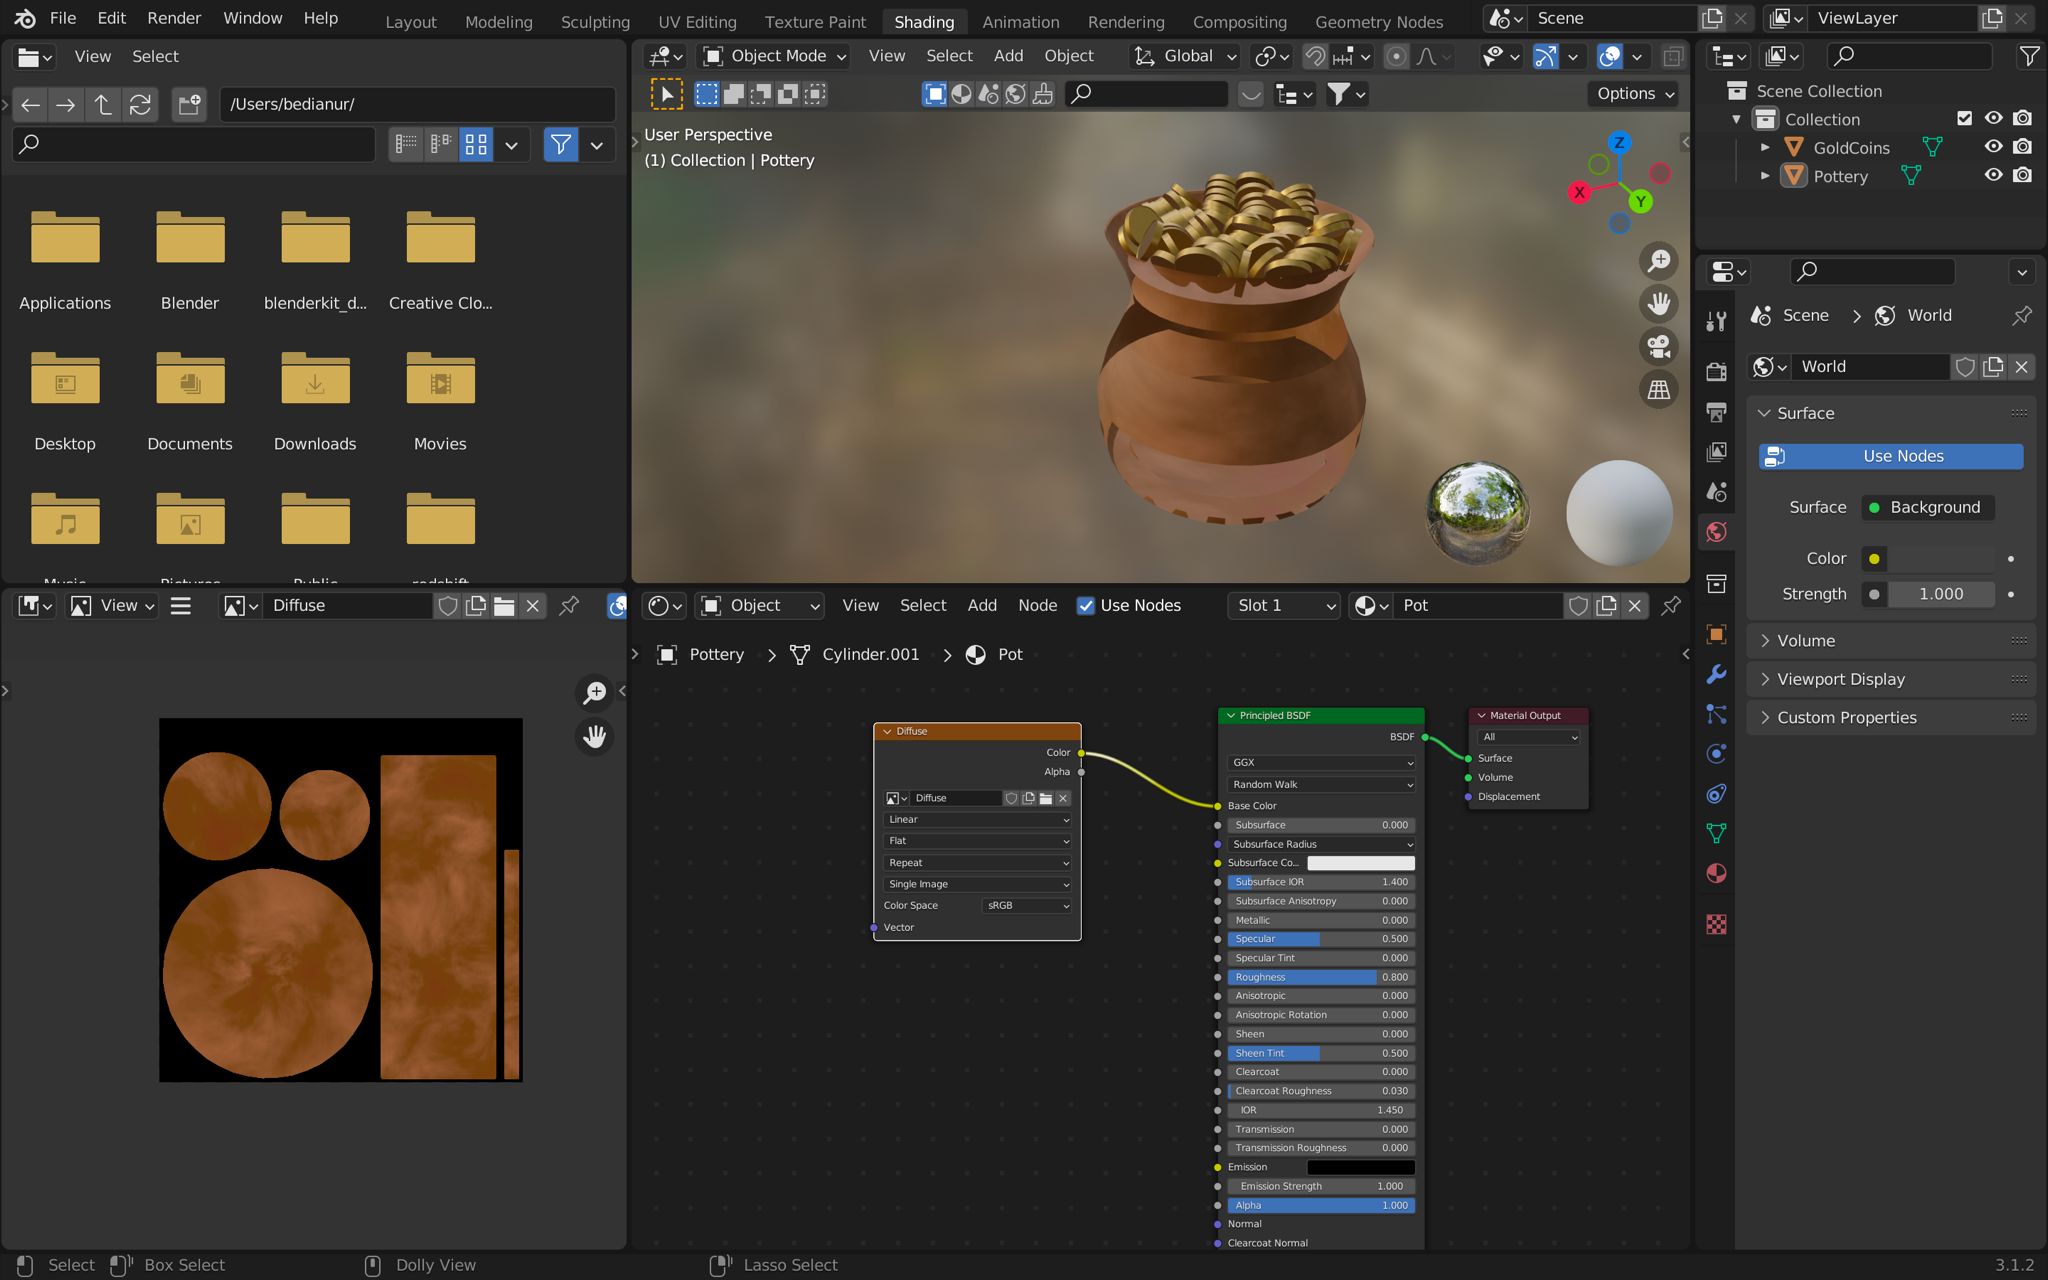 File Edit Render Window Help
Layout Modeling Sculpting UV Editing Texture Paint Shading Animation Rendering Compositing Geometry Nodes
Scene
ViewLayer
View Select
/Users/bedianur/
Applications Blender blenderkit_d... Creative Clo...
Desktop Documents Downloads Movies
Music Pictures Public redshift
Object Mode View Select Add Object Global
Options
User Perspective
(1) Collection | Pottery
Z
X
Y
Scene Collection
Collection
GoldCoins
Pottery
Scene World
World
Surface
Use Nodes
Surface Background
Color
Strength 1.000
Volume
Viewport Display
Custom Properties
View Diffuse
Object View Select Add Node Use Nodes Slot 1 Pot
Pottery Cylinder.001 Pot
Diffuse
Color
Alpha
Diffuse
Linear
Flat
Repeat
Single Image
Color Space sRGB
Vector
Principled BSDF
BSDF
GGX
Random Walk
Base Color
Subsurface 0.000
Subsurface Radius
Subsurface Co...
Subsurface IOR 1.400
Subsurface Anisotropy 0.000
Metallic 0.000
Specular 0.500
Specular Tint 0.000
Roughness 0.800
Anisotropic 0.000
Anisotropic Rotation 0.000
Sheen 0.000
Sheen Tint 0.500
Clearcoat 0.000
Clearcoat Roughness 0.030
IOR 1.450
Transmission 0.000
Transmission Roughness 0.000
Emission
Emission Strength 1.000
Alpha 1.000
Normal
Clearcoat Normal
Material Output
All
Surface
Volume
Displacement
Select Box Select Dolly View Lasso Select 3.1.2